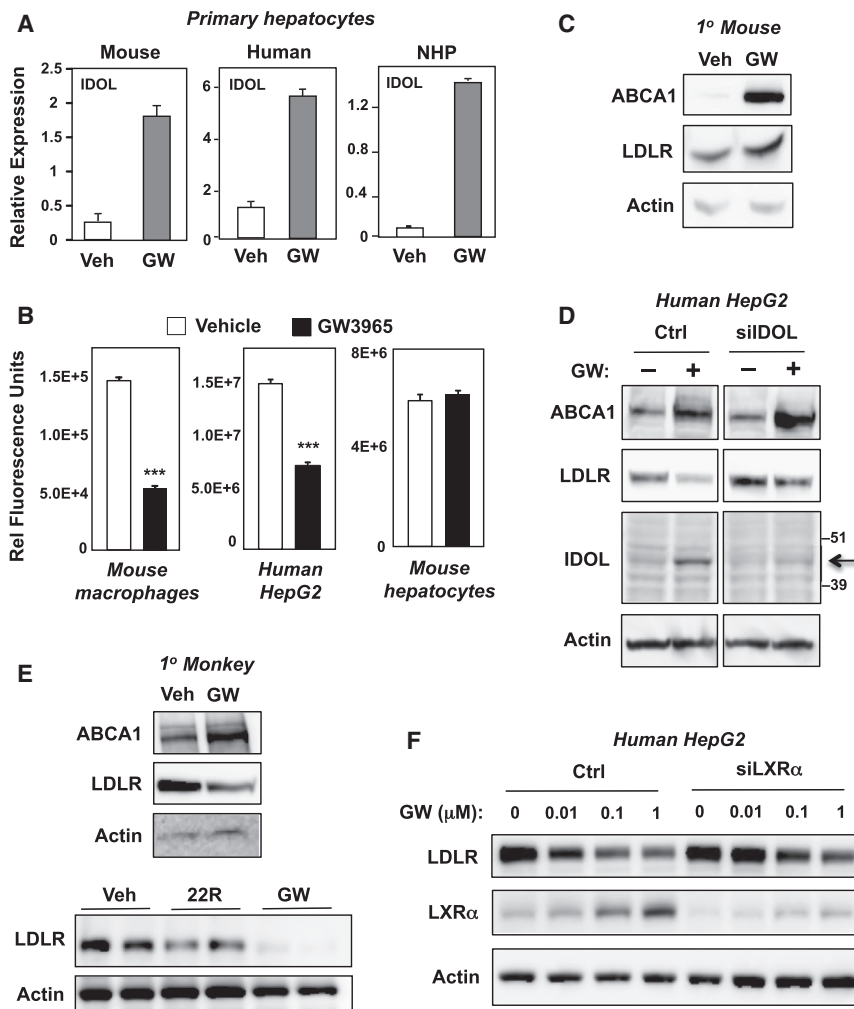 A
Primary hepatocytes
Mouse Human NHP
Relative Expression
2.5
2
1.5
1
0.5
0
IDOL
Veh GW
6
4
2
0
IDOL
Veh GW
1.2
0.8
0.4
0
IDOL
Veh GW
B
Vehicle GW3965
Rel Fluorescence Units
1.5E+5
1.0E+5
5.0E+4
0
***
Mouse
macrophages
1.5E+7
1.0E+7
5.0E+6
0
***
Human
HepG2
8E+6
4E+6
0
Mouse
hepatocytes
C
1º Mouse
Veh GW
ABCA1
LDLR
Actin
D
Human HepG2
Ctrl siIDOL
GW: – + – +
ABCA1
LDLR
IDOL
51
39
Actin
E
1º Monkey
Veh GW
ABCA1
LDLR
Actin
Veh 22R GW
LDLR
Actin
F
Human HepG2
Ctrl siLXRα
GW (μM): 0 0.01 0.1 1 0 0.01 0.1 1
LDLR
LXRα
Actin